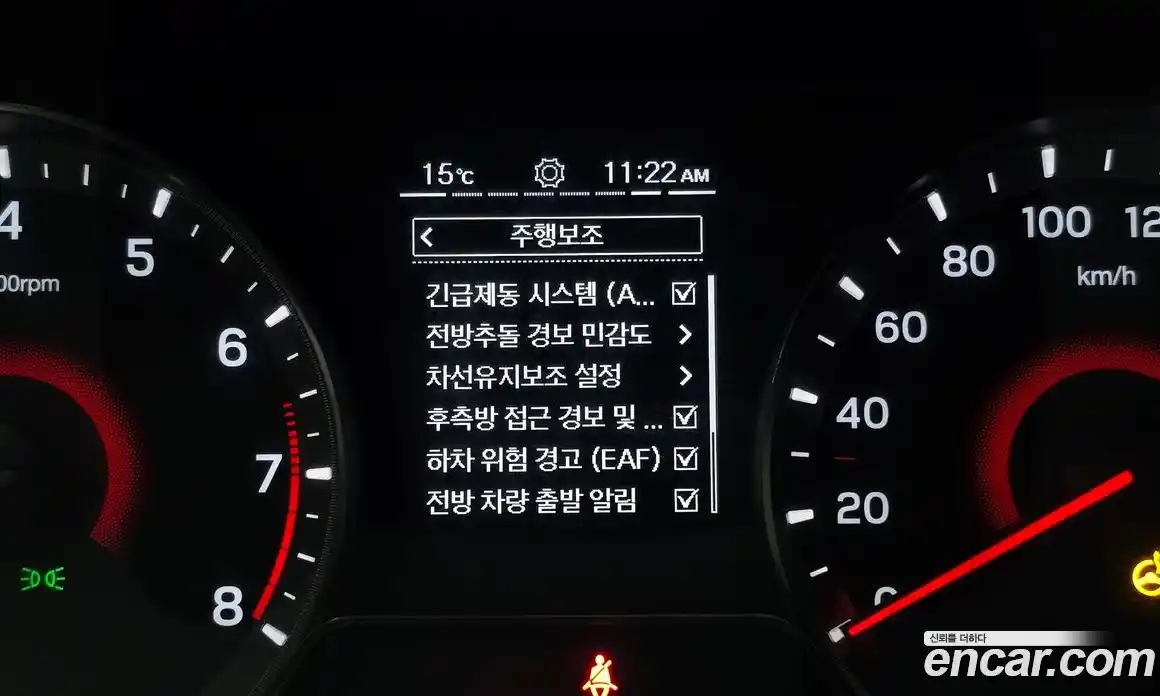 15℃ 11:22 AM
주행보조
긴급제동 시스템 (A...
전방추돌 경보 민감도
차선유지보조 설정
후측방 접근 경보 및 ...
하차 위험 경고 (EAF)
전방 차량 출발 알림
4
5
6
7
8
00rpm
0
20
40
60
80
100
12
km/h
신뢰를 더하다
encar.com